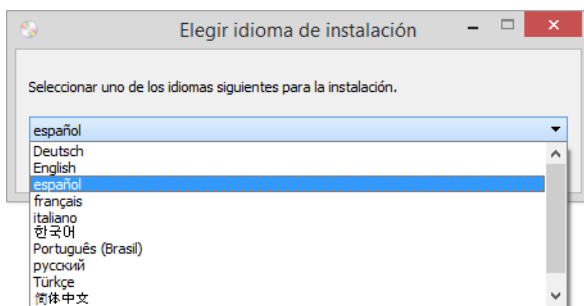 Elegir idioma de instalación
Seleccionar uno de los idiomas siguientes para la instalación.
español
Deutsch
English
español
français
italiano
한국어
Português (Brasil)
русский
Türkçe
简体中文